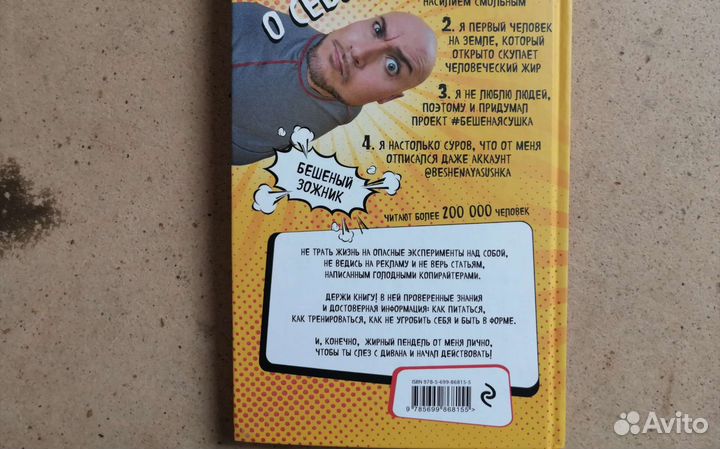 О СЕБЕ
НАСИЛИЕМ СМОЛЬНЫМ
2. Я ПЕРВЫЙ ЧЕЛОВЕК
НА ЗЕМЛЕ, КОТОРЫЙ
ОТКРЫТО СКУПАЕТ
ЧЕЛОВЕЧЕСКИЙ ЖИР
3. Я НЕ ЛЮБЛЮ ЛЮДЕЙ,
ПОЭТОМУ И ПРИДУМАЛ
ПРОЕКТ #БЕШЕНАЯСУШКА
4. Я НАСТОЛЬКО СУРОВ, ЧТО ОТ МЕНЯ
ОТПИСАЛСЯ ДАЖЕ АККАУНТ
@BESHENAYASUSHKA
БЕШЕНЫЙ
ЗОЖНИК
ЧИТАЮТ БОЛЕЕ 200 000 ЧЕЛОВЕК
НЕ ТРАТЬ ЖИЗНЬ НА ОПАСНЫЕ ЭКСПЕРИМЕНТЫ НАД СОБОЙ,
НЕ ВЕДИСЬ НА РЕКЛАМУ И НЕ ВЕРЬ СТАТЬЯМ,
НАПИСАННЫМ ГОЛОДНЫМИ КОПИРАЙТЕРАМИ.
ДЕРЖИ КНИГУ! В НЕЙ ПРОВЕРЕННЫЕ ЗНАНИЯ
И ДОСТОВЕРНАЯ ИНФОРМАЦИЯ: КАК ПИТАТЬСЯ,
КАК ТРЕНИРОВАТЬСЯ, КАК НЕ УГРОБИТЬ СЕБЯ И БЫТЬ В ФОРМЕ.
И, КОНЕЧНО, ЖИРНЫЙ ПЕНДЕЛЬ ОТ МЕНЯ ЛИЧНО,
ЧТОБЫ ТЫ СЛЕЗ С ДИВАНА И НАЧАЛ ДЕЙСТВОВАТЬ!
ISBN 978-5-699-86815-5
9 785699 868155 >
Avito